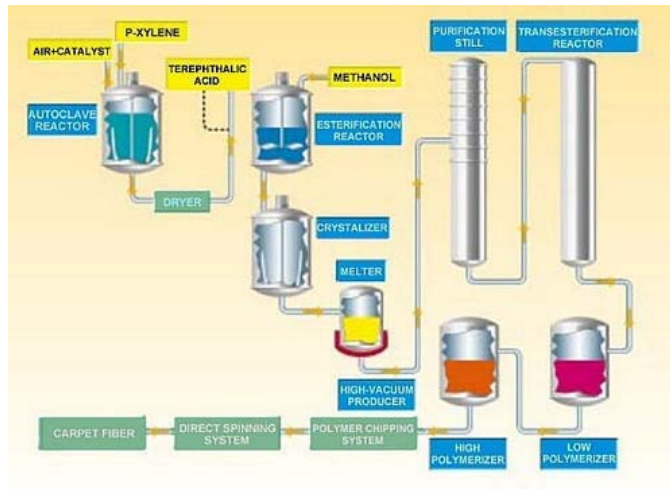 P-XYLENE
AIR+CATALYST
TEREPHTHALIC
ACID
METHANOL
PURIFICATION
STILL
TRANSESTERIFICATION
REACTOR
AUTOCLAVE
REACTOR
ESTERIFICATION
REACTOR
DRYER
CRYSTALIZER
MELTER
HIGH-VACUUM
PRODUCER
CARPET FIBER
DIRECT SPINNING
SYSTEM
POLYMER CHIPPING
SYSTEM
HIGH
POLYMERIZER
LOW
POLYMERIZER